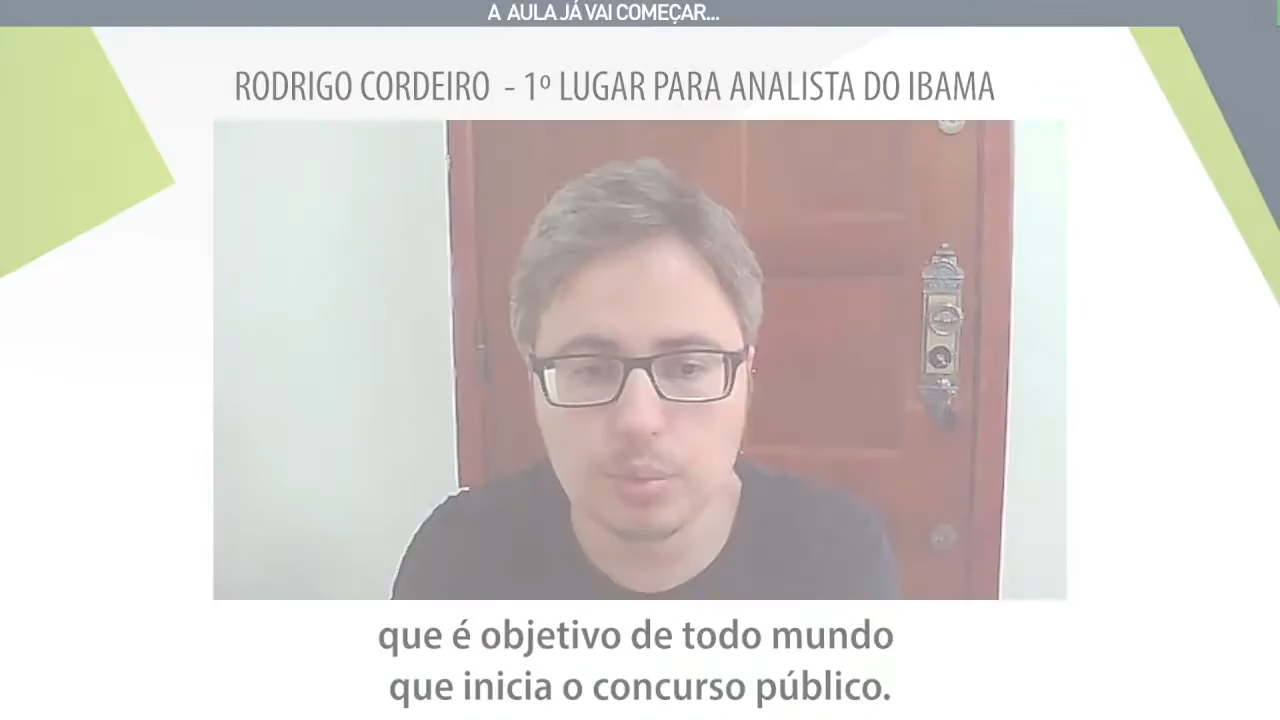 A AULA JÁ VAI COMEÇAR...
RODRIGO CORDEIRO - 1º LUGAR PARA ANALISTA DO IBAMA
que é objetivo de todo mundo
que inicia o concurso público.